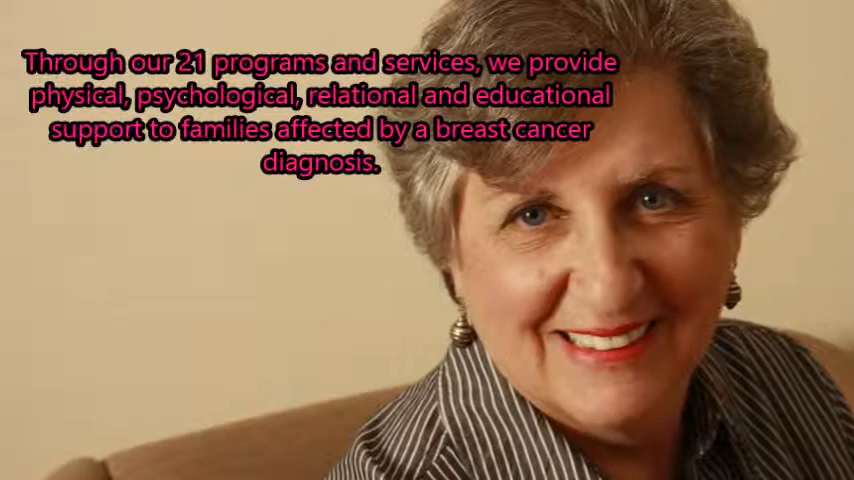 Through our 21 programs and services, we provide
physical, psychological, relational and educational
support to families affected by a breast cancer
diagnosis.